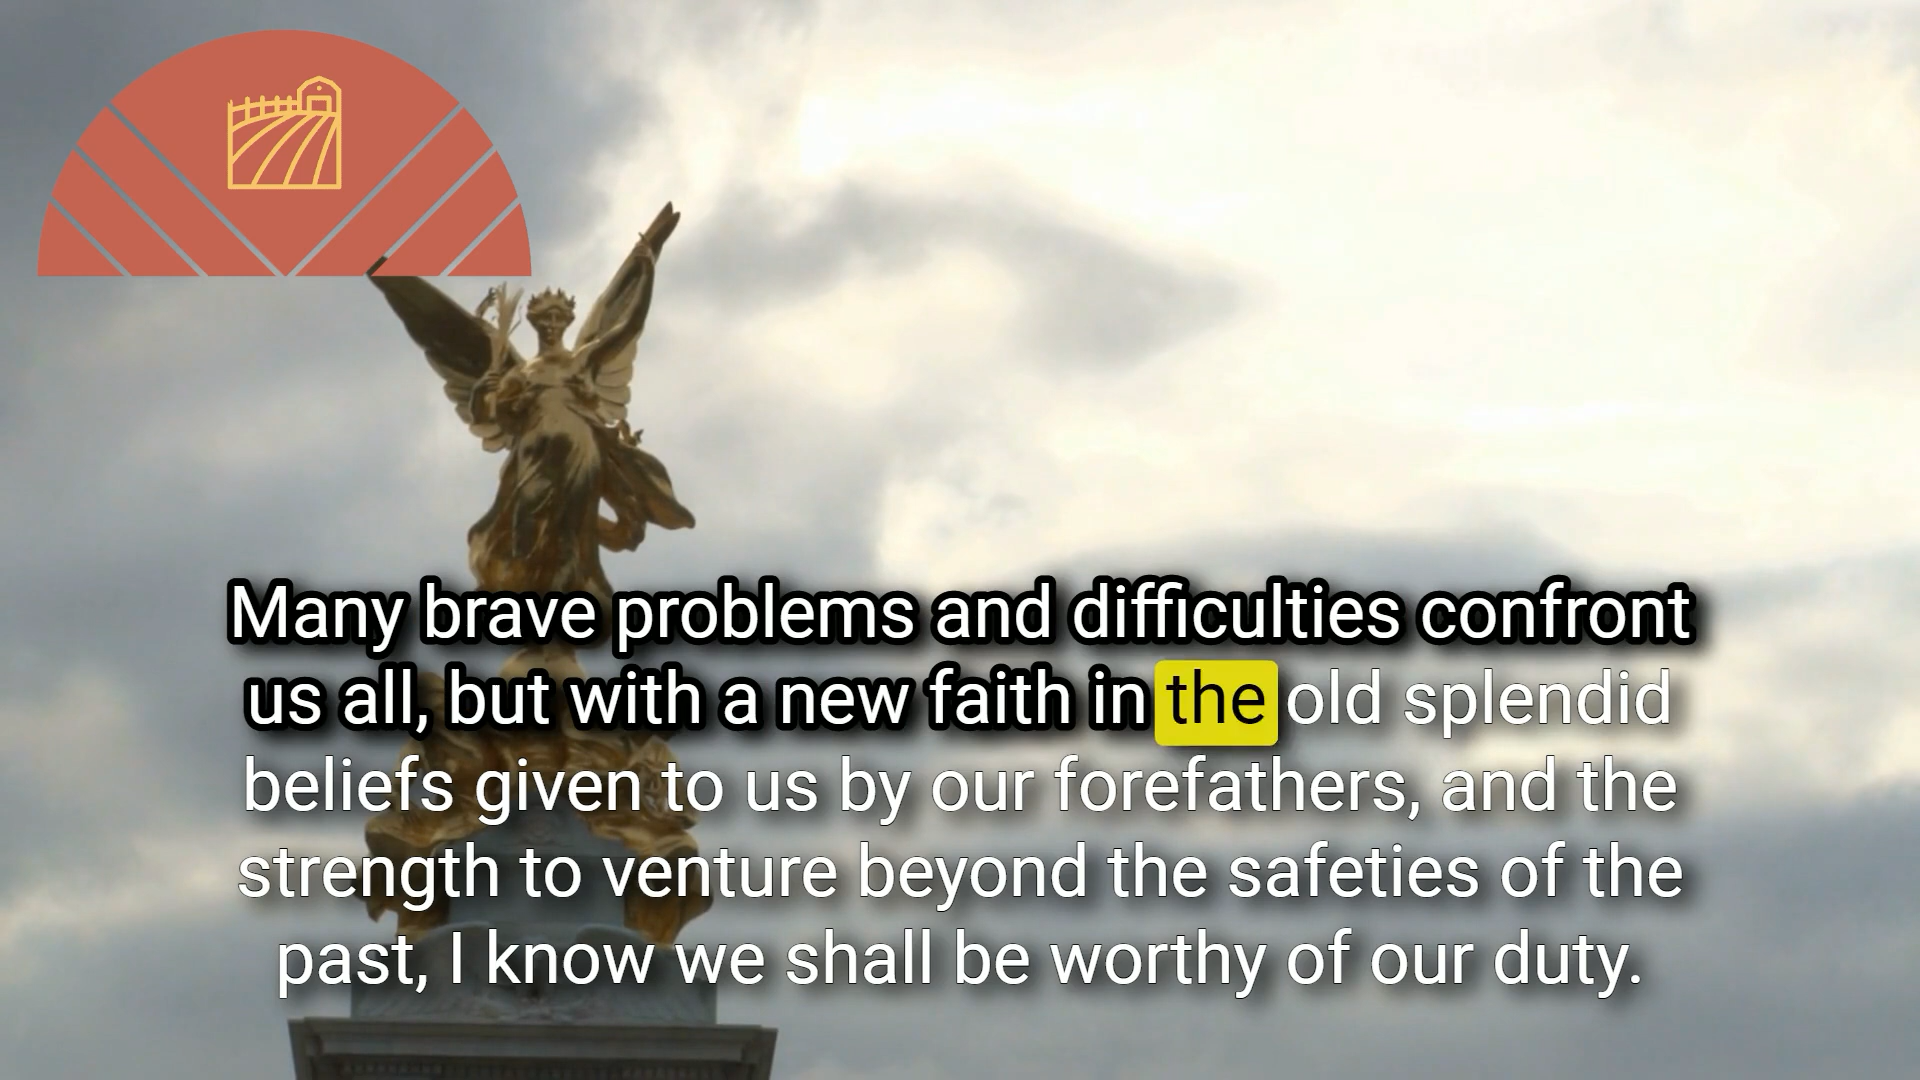 Many brave problems and difficulties confront
us all, but with a new faith in the old splendid
beliefs given to us by our forefathers, and the
strength to venture beyond the safeties of the
past, I know we shall be worthy of our duty.